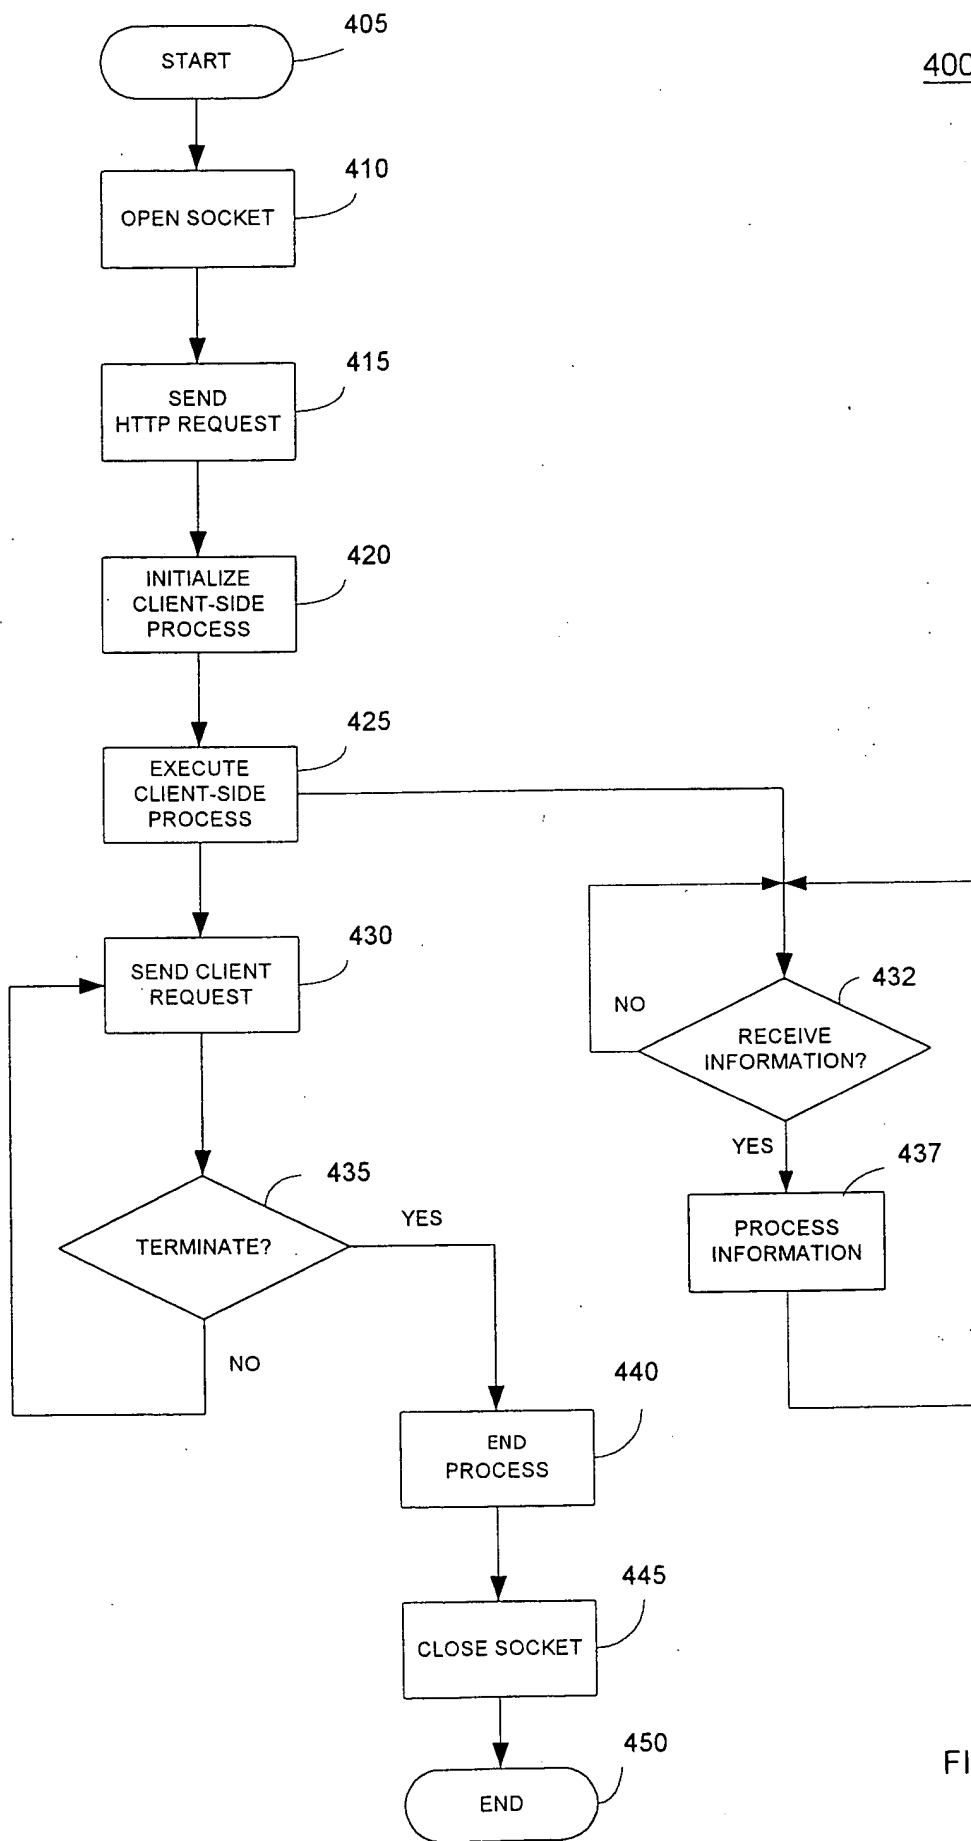 405
START
400
410
OPEN SOCKET
415
SEND
HTTP REQUEST
420
INITIALIZE
CLIENT-SIDE
PROCESS
425
EXECUTE
CLIENT-SIDE
PROCESS
430
SEND CLIENT
REQUEST
432
NO
RECEIVE
INFORMATION?
YES
437
PROCESS
INFORMATION
435
YES
TERMINATE?
NO
440
END
PROCESS
445
CLOSE SOCKET
450
END
FI